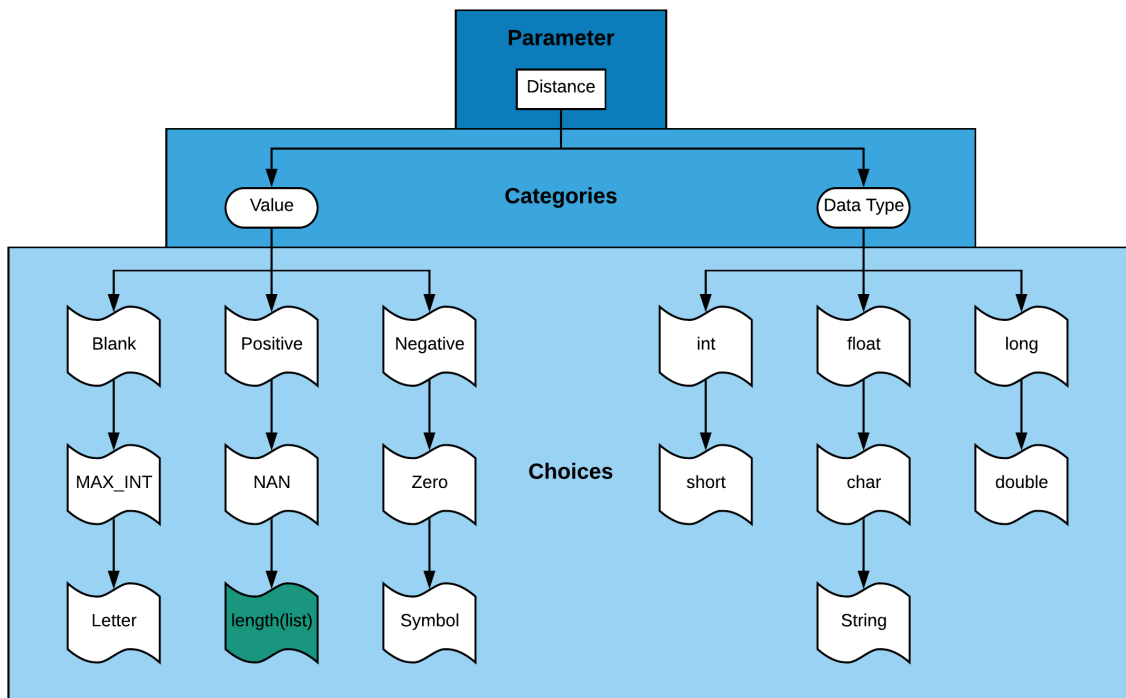 Parameter
Distance
Value
Categories
Data Type
Blank
Positive
Negative
int
float
long
MAX_INT
NAN
Zero
Choices
short
char
double
Letter
length(list)
Symbol
String